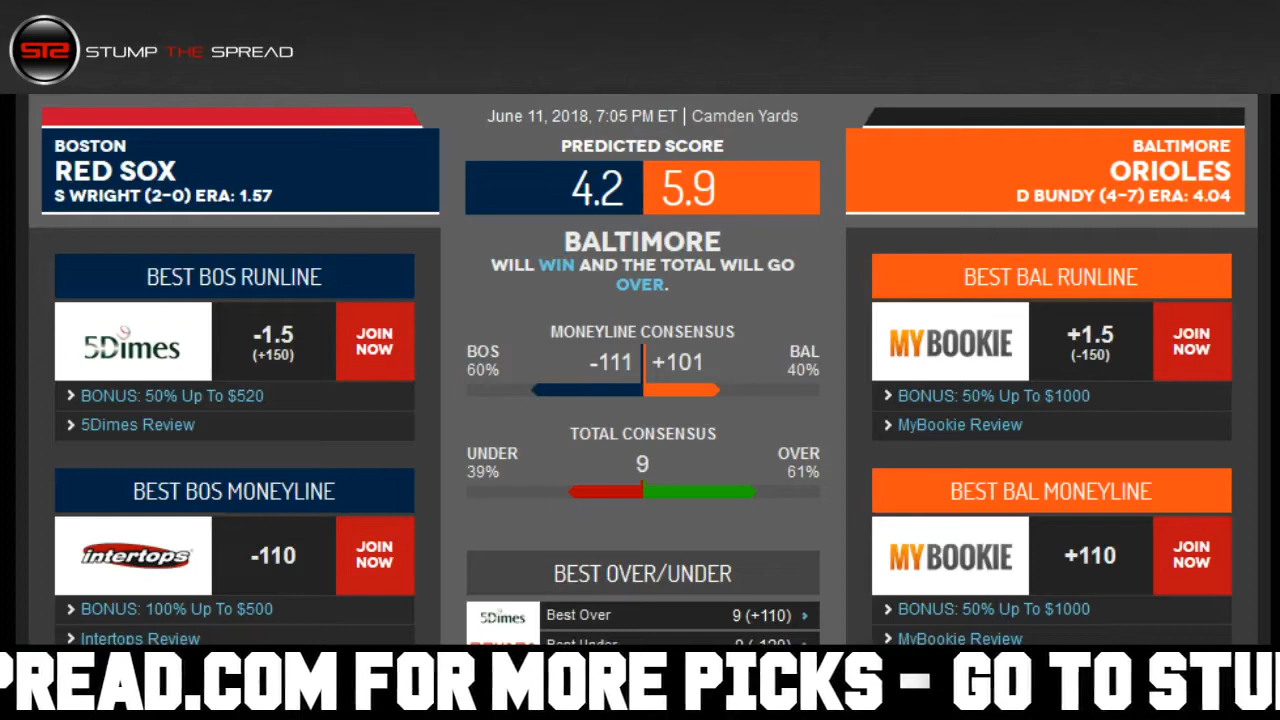 STS STUMP THE SPREAD
BOSTON
RED SOX
S WRIGHT (2-0) ERA: 1.57
June 11, 2018, 7:05 PM ET | Camden Yards
PREDICTED SCORE
4.2 5.9
BALTIMORE
WILL WIN AND THE TOTAL WILL GO
OVER.
BALTIMORE
ORIOLES
D BUNDY (4-7) ERA: 4.04
BEST BOS RUNLINE
5Dimes
-1.5
(+150)
JOIN
NOW
BONUS: 50% Up To $520
5Dimes Review
BEST BOS MONEYLINE
intertops
-110
JOIN
NOW
BONUS: 100% Up To $500
Intertops Review
MONEYLINE CONSENSUS
BOS
60%
-111 +101
BAL
40%
TOTAL CONSENSUS
UNDER
39%
9
OVER
61%
BEST OVER/UNDER
5Dimes
Best Over 9 (+110)
Best Under
BEST BAL RUNLINE
MYBOOKIE
+1.5
(-150)
JOIN
NOW
BONUS: 50% Up To $1000
MyBookie Review
BEST BAL MONEYLINE
MYBOOKIE
+110
JOIN
NOW
BONUS: 50% Up To $1000
MyBookie Review
PREAD.COM FOR MORE PICKS - GO TO STU